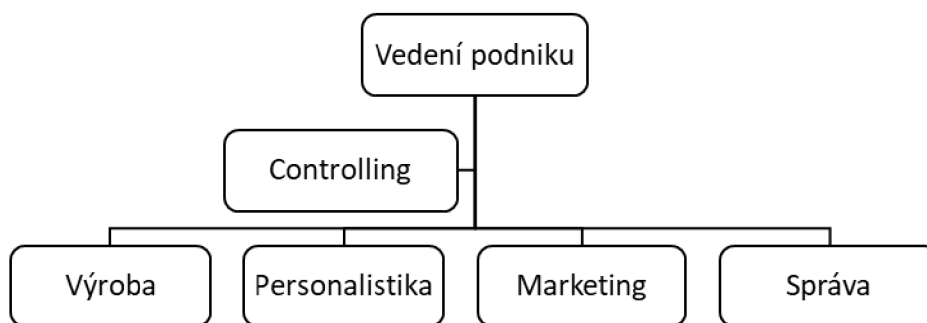 Vedení podniku
Controlling
Výroba
Personalistika
Marketing
Správa